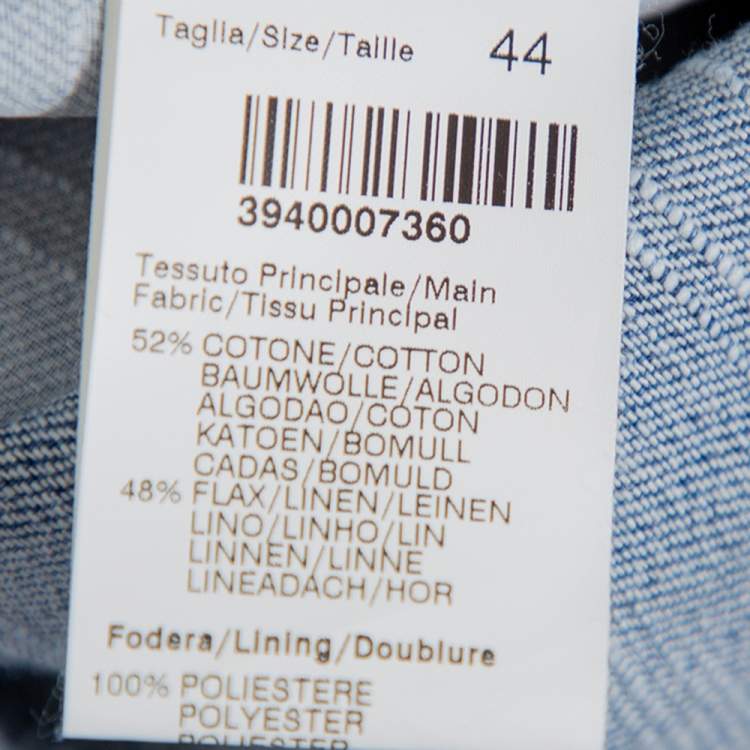 Taglia/Size/Taille 44
3940007360
Tessuto Principale/Main
Fabric/Tissu Principal
52% COTONE/COTTON
BAUMWOLLE/ALGODON
ALGODAO/COTON
KATOEN/BOMULL
CADAS/BOMULD
48% FLAX/LINEN/LEINEN
LINO/LINHO/LIN
LINNEN/LINNE
LINEADACH/HOR
Fodera/Lining/Doublure
100% POLIESTERE
POLYESTER
POLIESTER